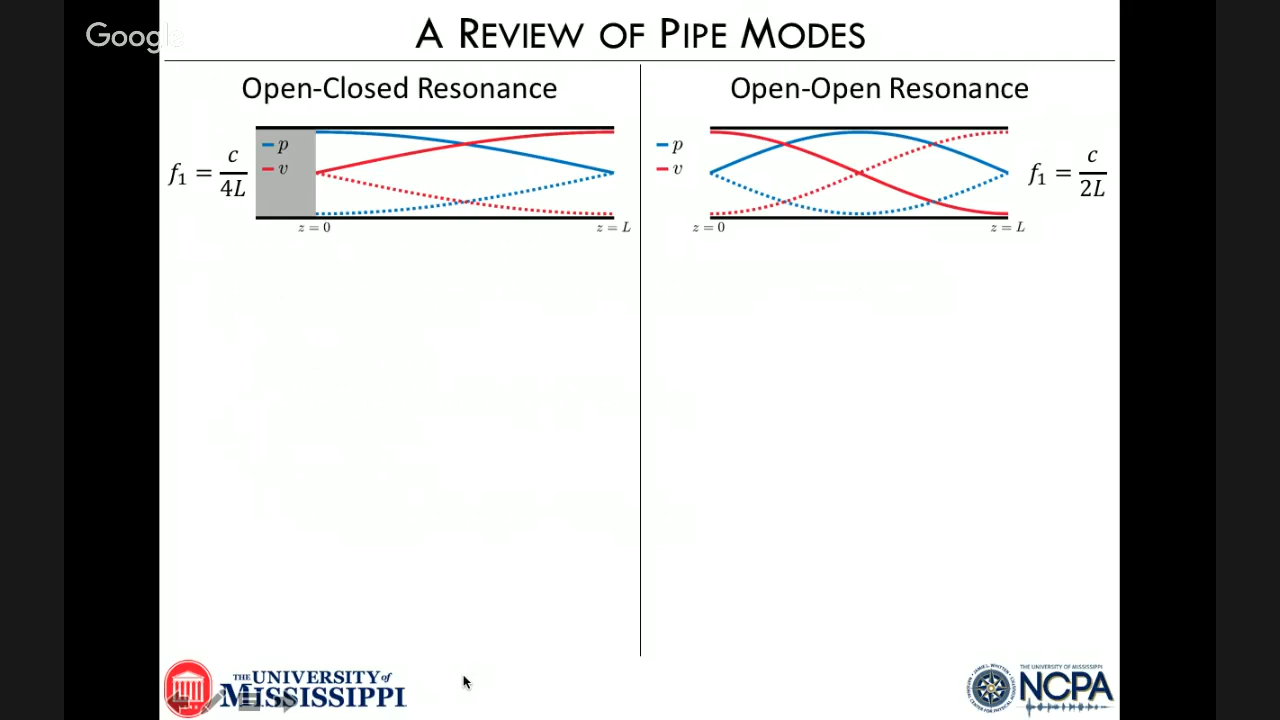 Google
A REVIEW OF PIPE MODES
Open-Closed Resonance
f₁ = c/4L
p
v
z = 0
z = L
Open-Open Resonance
p
v
z = 0
z = L
f₁ = c/2L
THE UNIVERSITY of
MISSISSIPPI
THE UNIVERSITY OF MISSISSIPPI
NCPA